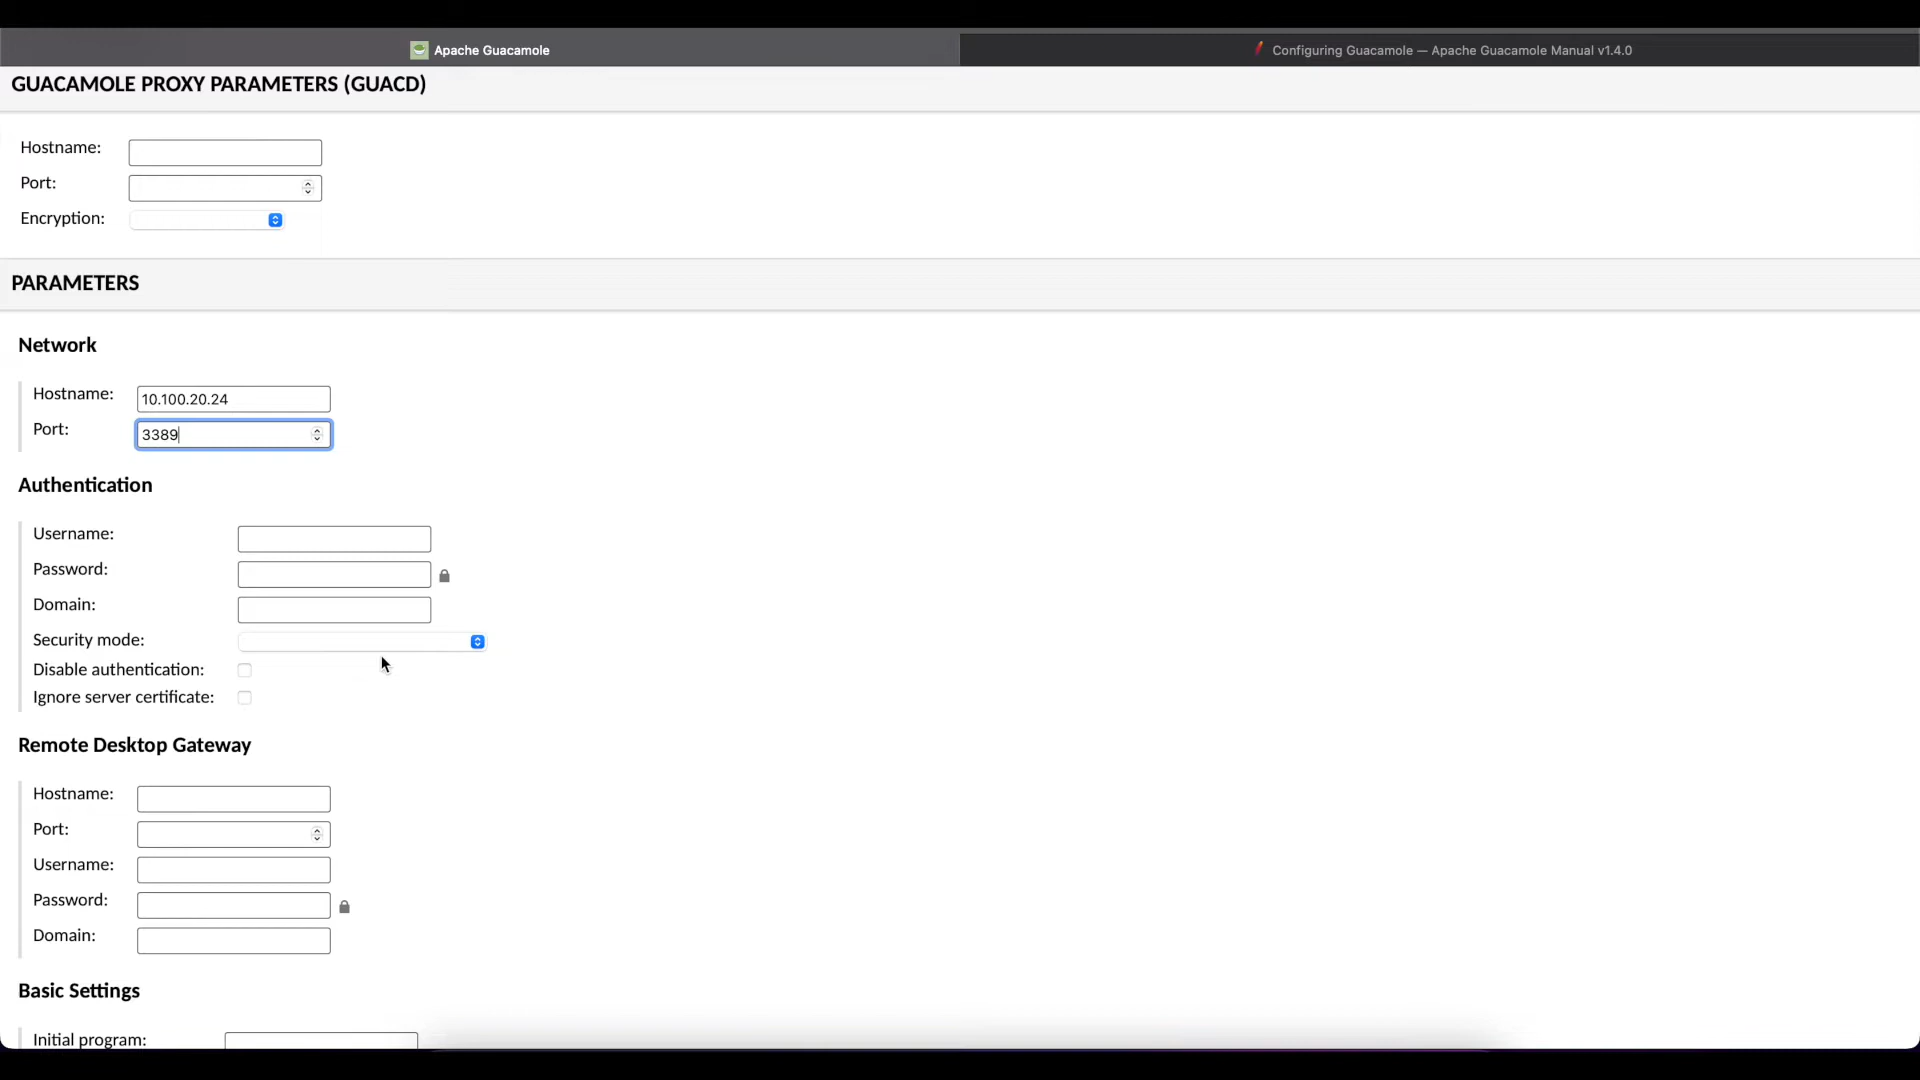 Apache Guacamole
Configuring Guacamole — Apache Guacamole Manual v1.4.0
GUACAMOLE PROXY PARAMETERS (GUACD)
Hostname:
Port:
Encryption:
PARAMETERS
Network
Hostname: 10.100.20.24
Port: 3389
Authentication
Username:
Password:
Domain:
Security mode:
Disable authentication:
Ignore server certificate:
Remote Desktop Gateway
Hostname:
Port:
Username:
Password:
Domain:
Basic Settings
Initial program: